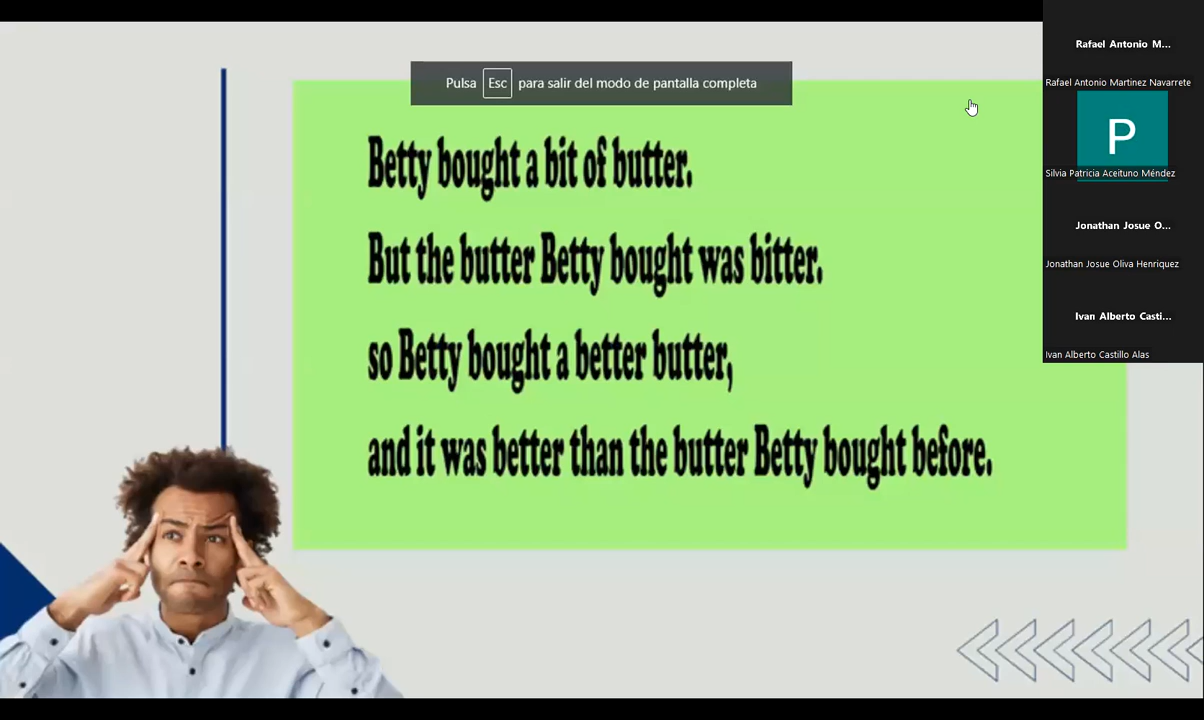 Pulsa Esc para salir del modo de pantalla completa
Betty bought a bit of butter.
But the butter Betty bought was bitter.
so Betty bought a better butter,
and it was better than the butter Betty bought before.
Rafael Antonio M...
Rafael Antonio Martinez Navarrete
P
Silvia Patricia Aceituno Méndez
Jonathan Josue O...
Jonathan Josue Oliva Henriquez
Ivan Alberto Casti...
Ivan Alberto Castillo Alas